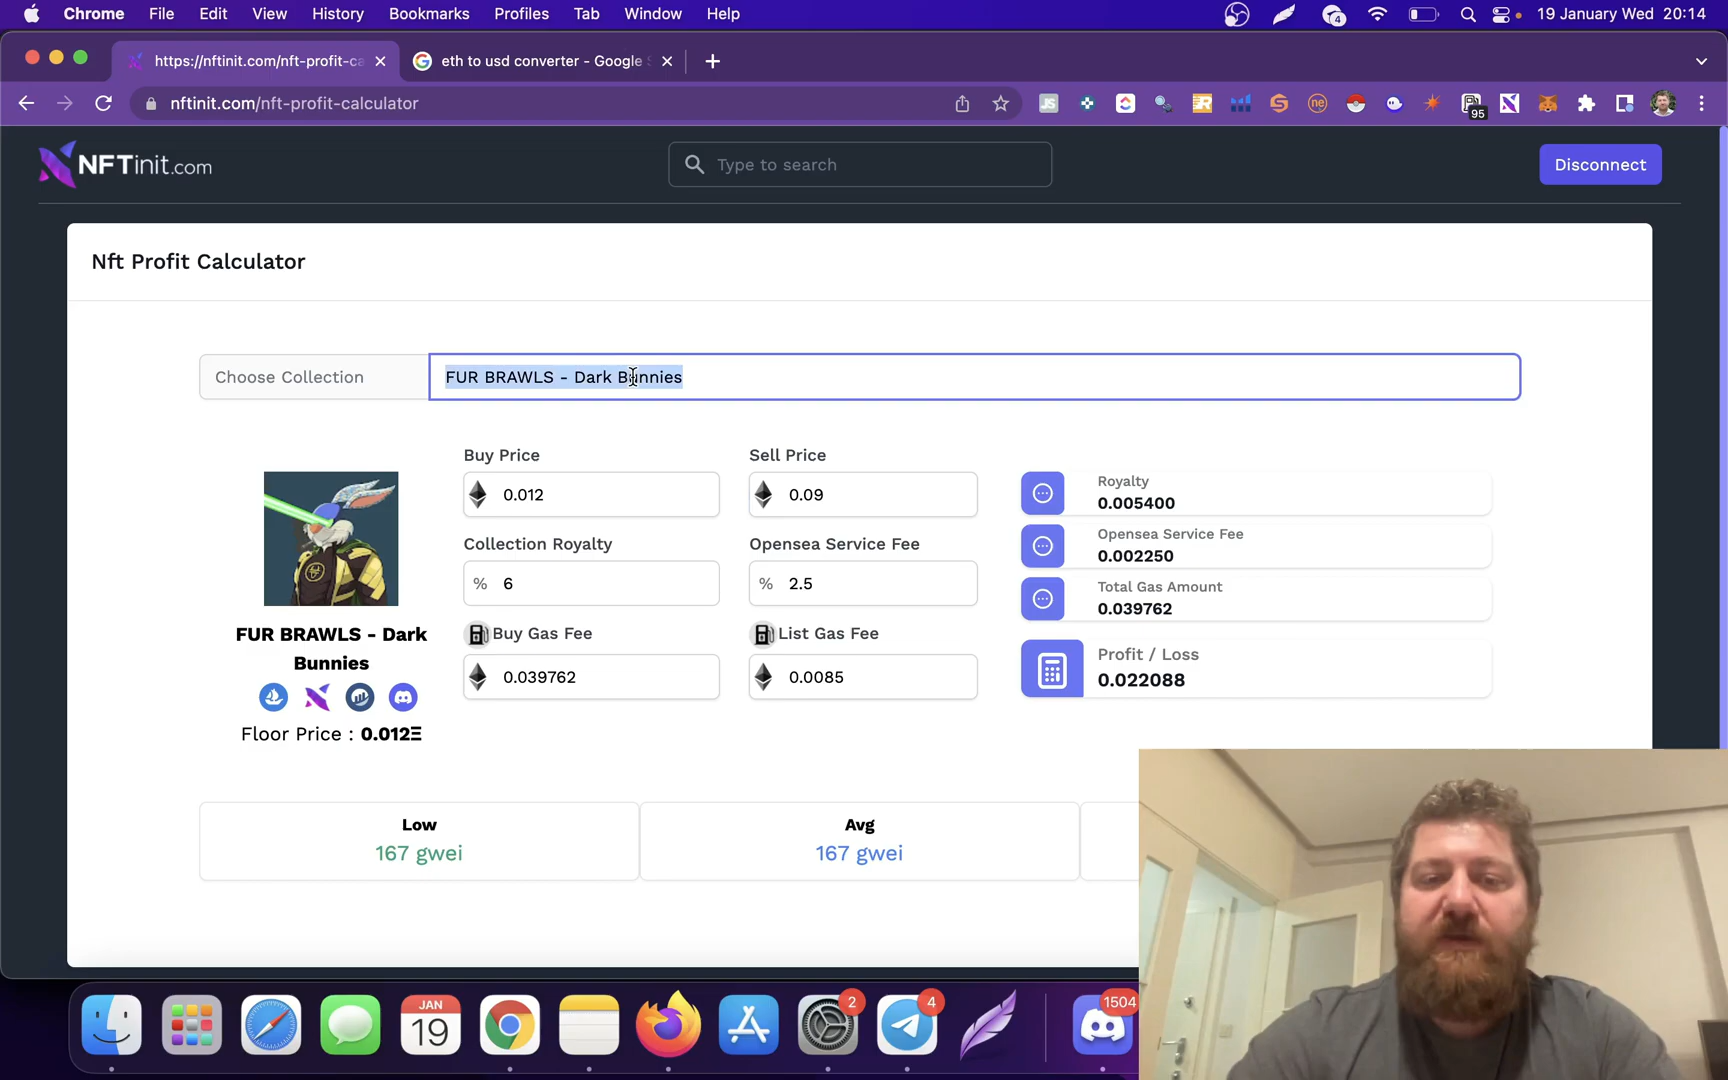 Chrome File Edit View History Bookmarks Profiles Tab Window Help 4 19 January Wed 20:14
https://nftinit.com/nft-profit-ca
eth to usd converter - Google S
nftinit.com/nft-profit-calculator
JS R ne 95
NFTinit.com
Type to search
Disconnect
Nft Profit Calculator
Choose Collection
FUR BRAWLS - Dark Bunnies
Buy Price
0.012
Sell Price
0.09
Collection Royalty
% 6
Opensea Service Fee
% 2.5
Buy Gas Fee
0.039762
List Gas Fee
0.0085
Royalty
0.005400
Opensea Service Fee
0.002250
Total Gas Amount
0.039762
Profit / Loss
0.022088
FUR BRAWLS - Dark
Bunnies
Floor Price : 0.012Ξ
Low
167 gwei
Avg
167 gwei
JAN
19
2
4
1504